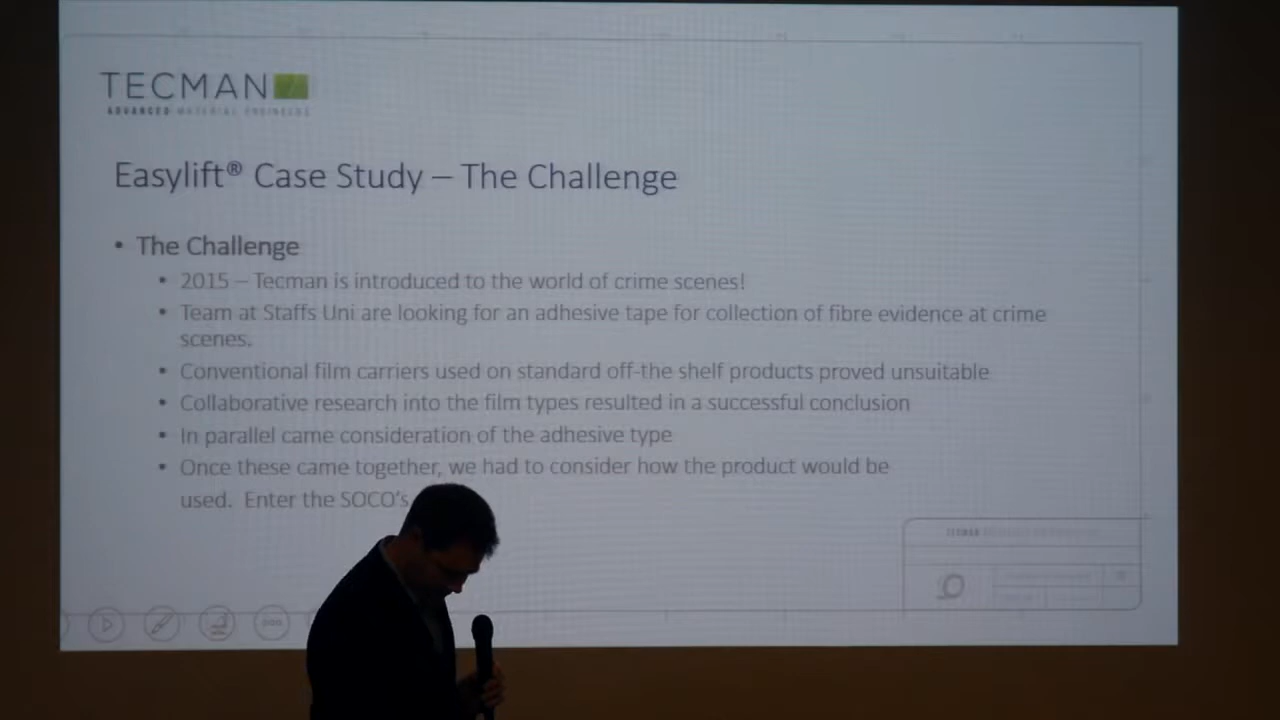 TECMAN
ADVANCED MATERIAL ENGINEERS
Easylift® Case Study – The Challenge
• The Challenge
• 2015 – Tecman is introduced to the world of crime scenes!
• Team at Staffs Uni are looking for an adhesive tape for collection of fibre evidence at crime
scenes.
• Conventional film carriers used on standard off-the shelf products proved unsuitable
• Collaborative research into the film types resulted in a successful conclusion
• In parallel came consideration of the adhesive type
• Once these came together, we had to consider how the product would be
used. Enter the SOCO's
TECMAN